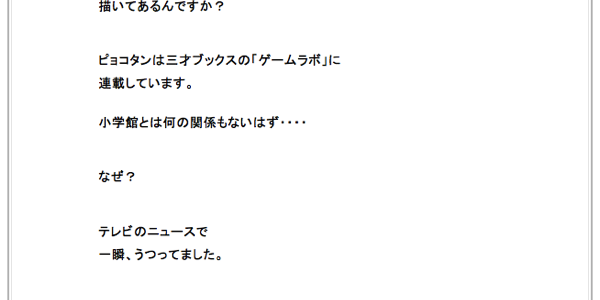 描いてあるんですか？
ピョコタンは三才ブックスの「ゲームラボ」に
連載しています。
小学館とは何の関係もないはず・・・・
なぜ？
テレビのニュースで
一瞬、うつってました。